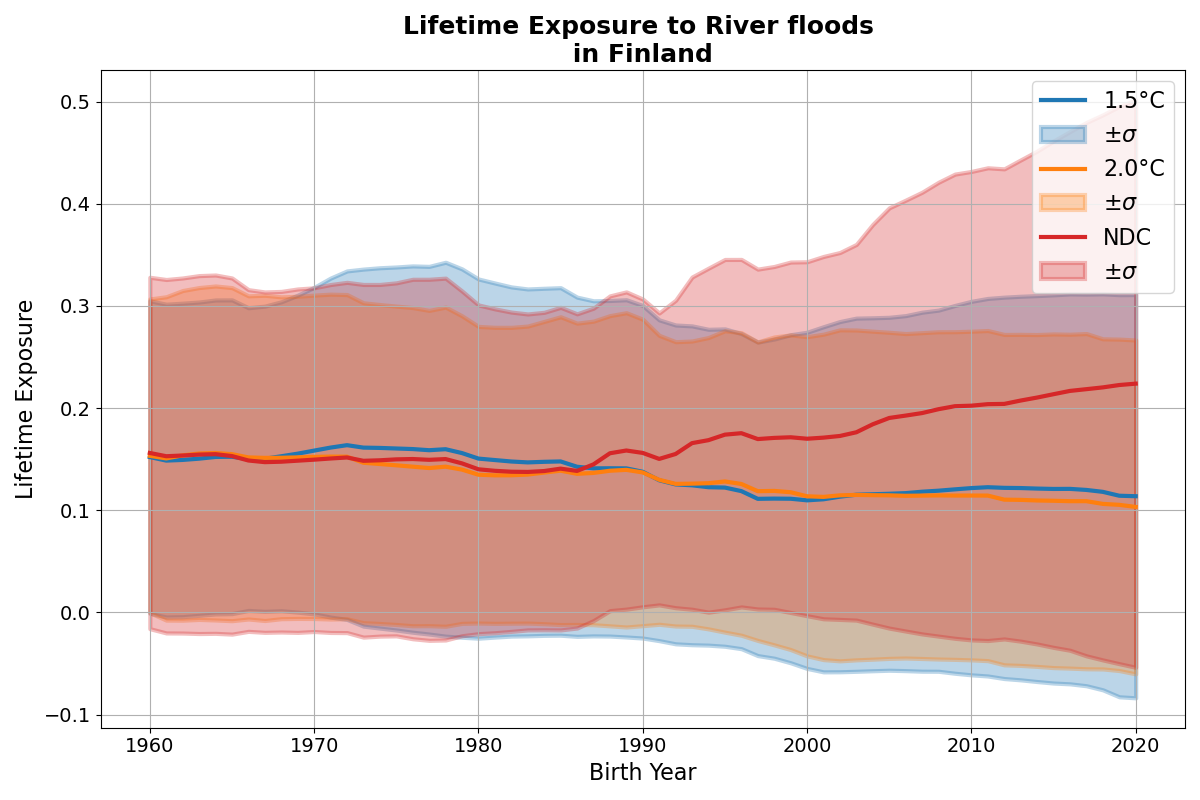 Lifetime Exposure to River floods
in Finland
Lifetime Exposure
0.5
0.4
0.3
0.2
0.1
0.0
−0.1
1960
1970
1980
1990
2000
2010
2020
Birth Year
1.5°C
±σ
2.0°C
±σ
NDC
±σ